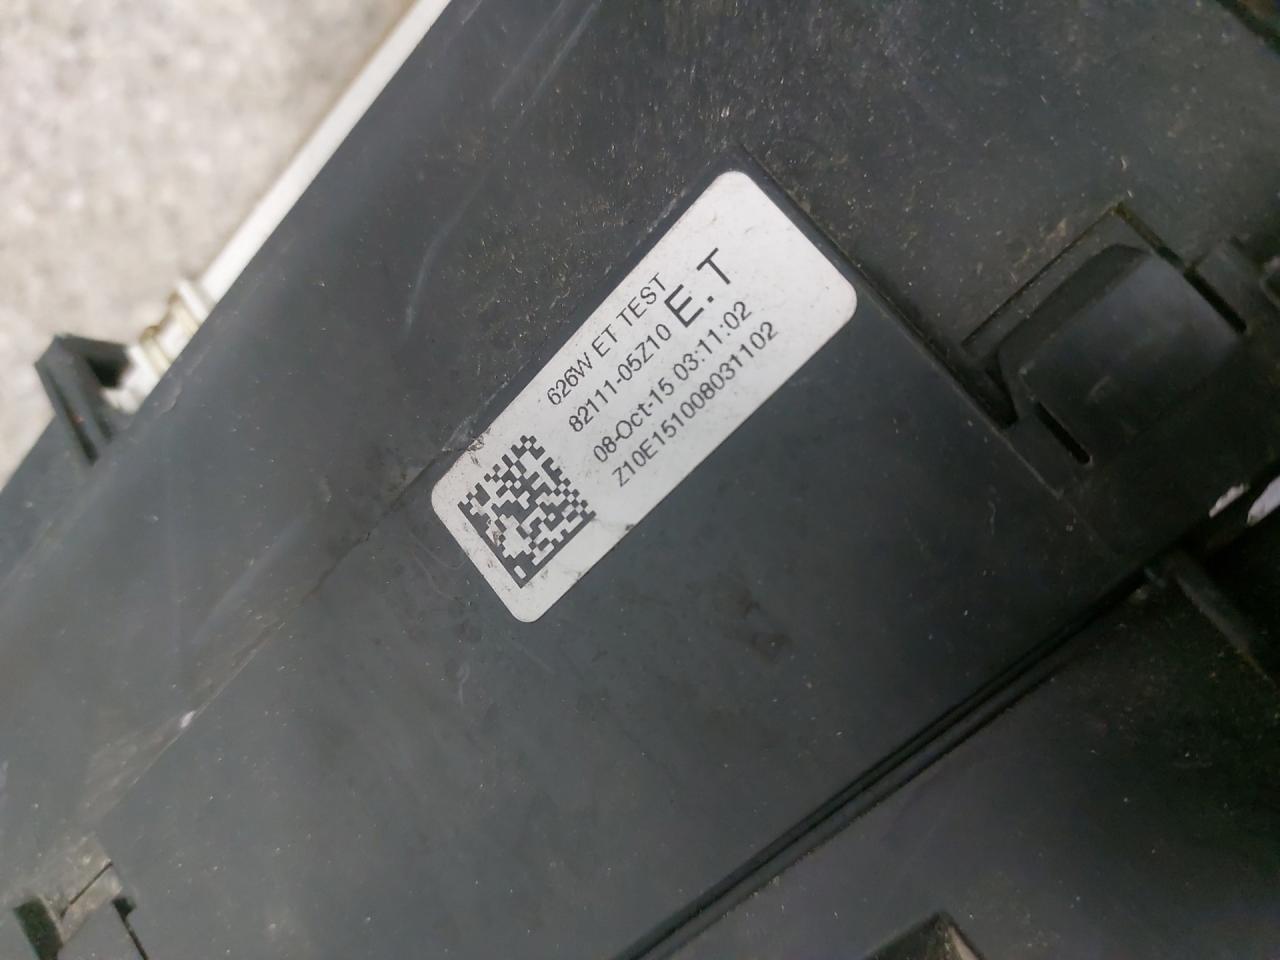 626W ET TEST
82111-05Z10 E.T
08-Oct-15 03:11:02
Z10E151008031102